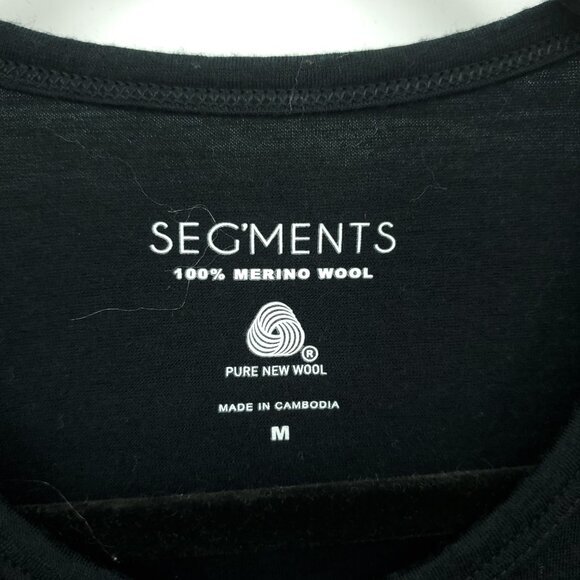 SEG'MENTS
100% MERINO WOOL
®
PURE NEW WOOL
MADE IN CAMBODIA
M